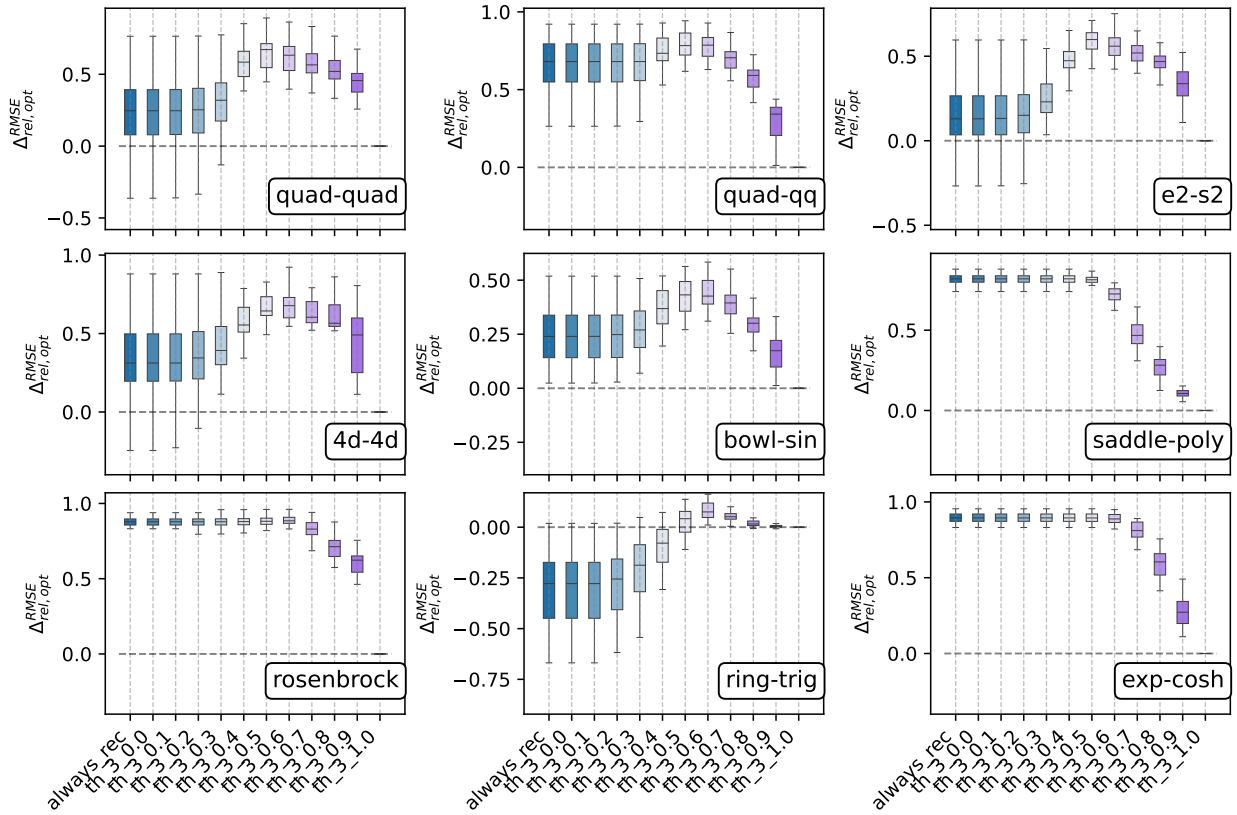 0.5
0.0
−0.5
Δ^{RMSE}_{rel,opt}
quad-quad
1.0
0.5
0.0
Δ^{RMSE}_{rel,opt}
quad-qq
0.5
0.0
−0.5
Δ^{RMSE}_{rel,opt}
e2-s2
1.0
0.5
0.0
Δ^{RMSE}_{rel,opt}
4d-4d
0.50
0.25
0.00
−0.25
Δ^{RMSE}_{rel,opt}
bowl-sin
0.5
0.0
Δ^{RMSE}_{rel,opt}
saddle-poly
1.0
0.5
0.0
Δ^{RMSE}_{rel,opt}
rosenbrock
0.00
−0.25
−0.50
−0.75
Δ^{RMSE}_{rel,opt}
ring-trig
1.0
0.5
0.0
Δ^{RMSE}_{rel,opt}
exp-cosh
always_rec
th_3_0.0
th_3_0.1
th_3_0.2
th_3_0.3
th_3_0.4
th_3_0.5
th_3_0.6
th_3_0.7
th_3_0.8
th_3_0.9
th_3_1.0
always_rec
th_3_0.0
th_3_0.1
th_3_0.2
th_3_0.3
th_3_0.4
th_3_0.5
th_3_0.6
th_3_0.7
th_3_0.8
th_3_0.9
th_3_1.0
always_rec
th_3_0.0
th_3_0.1
th_3_0.2
th_3_0.3
th_3_0.4
th_3_0.5
th_3_0.6
th_3_0.7
th_3_0.8
th_3_0.9
th_3_1.0